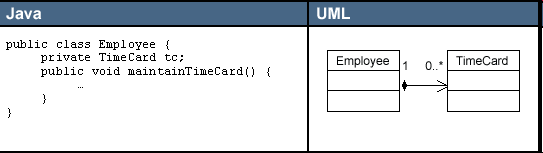 Java
UML
public class Employee {
private TimeCard tc;
public void maintainTimeCard() {
…
}
}
Employee 1 0..* TimeCard